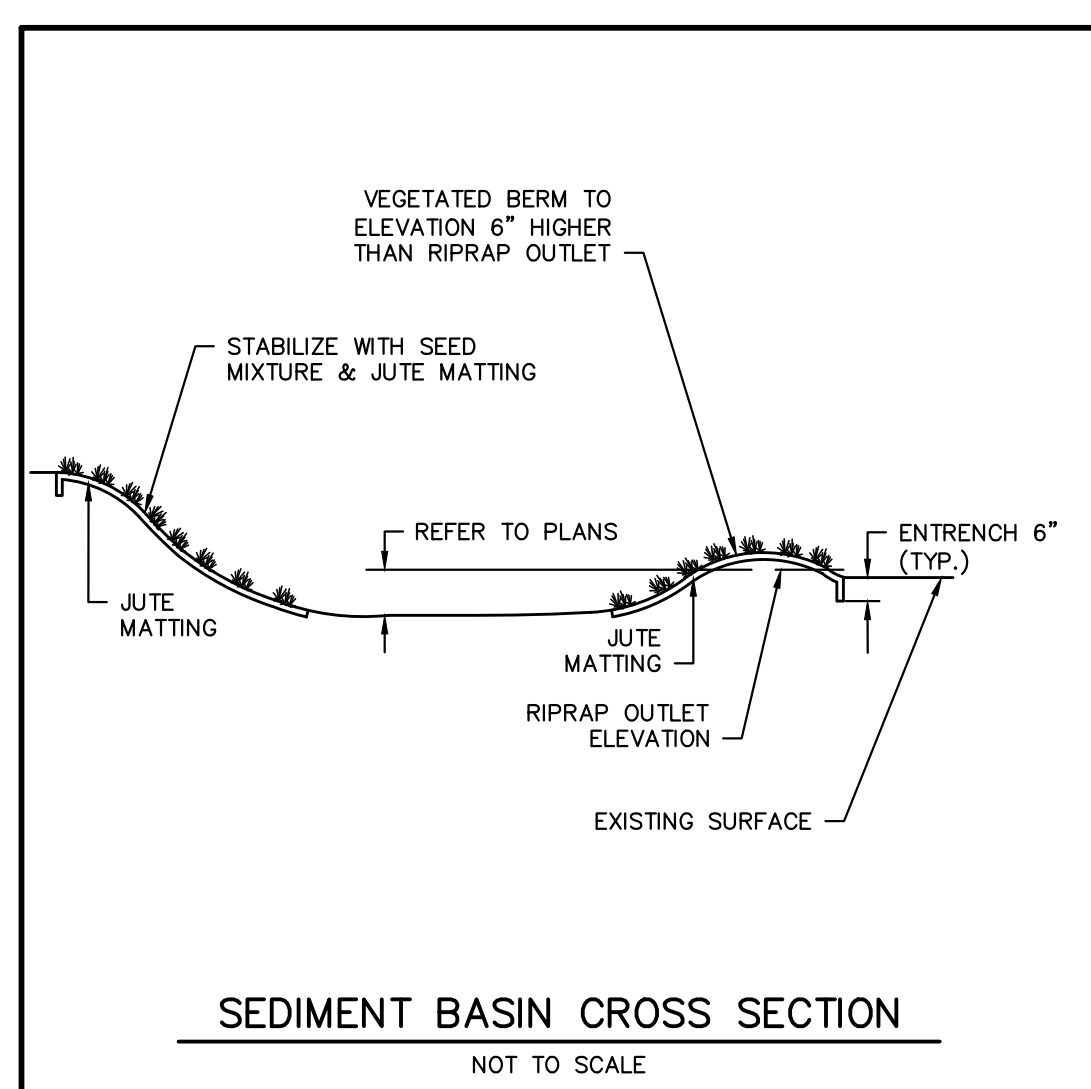 VEGETATED BERM TO
ELEVATION 6” HIGHER
THAN RIPRAP OUTLET
STABILIZE WITH SEED
MIXTURE & JUTE MATTING
REFER TO PLANS
ENTRENCH 6”
(TYP.)
JUTE
MATTING
JUTE
MATTING
RIPRAP OUTLET
ELEVATION
EXISTING SURFACE
SEDIMENT BASIN CROSS SECTION
NOT TO SCALE